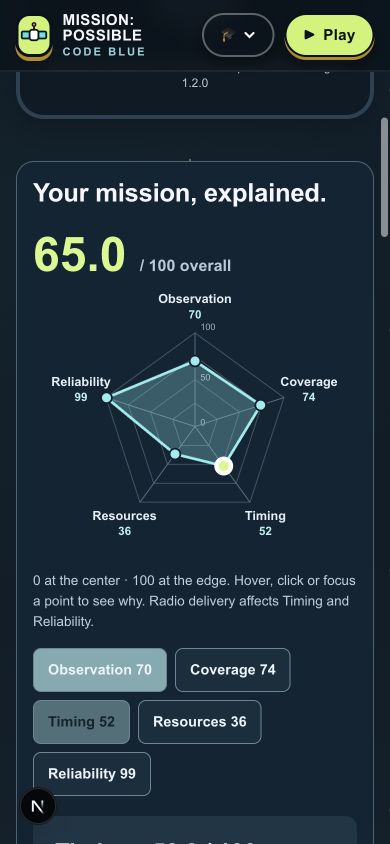 MISSION:
POSSIBLE
CODE BLUE
Play
1.2.0
Your mission, explained.
65.0 / 100 overall
Observation
70
100
Reliability
99
50
Coverage
74
0
Resources
36
Timing
52
0 at the center · 100 at the edge. Hover, click or focus
a point to see why. Radio delivery affects Timing and
Reliability.
Observation 70
Coverage 74
Timing 52
Resources 36
Reliability 99
N